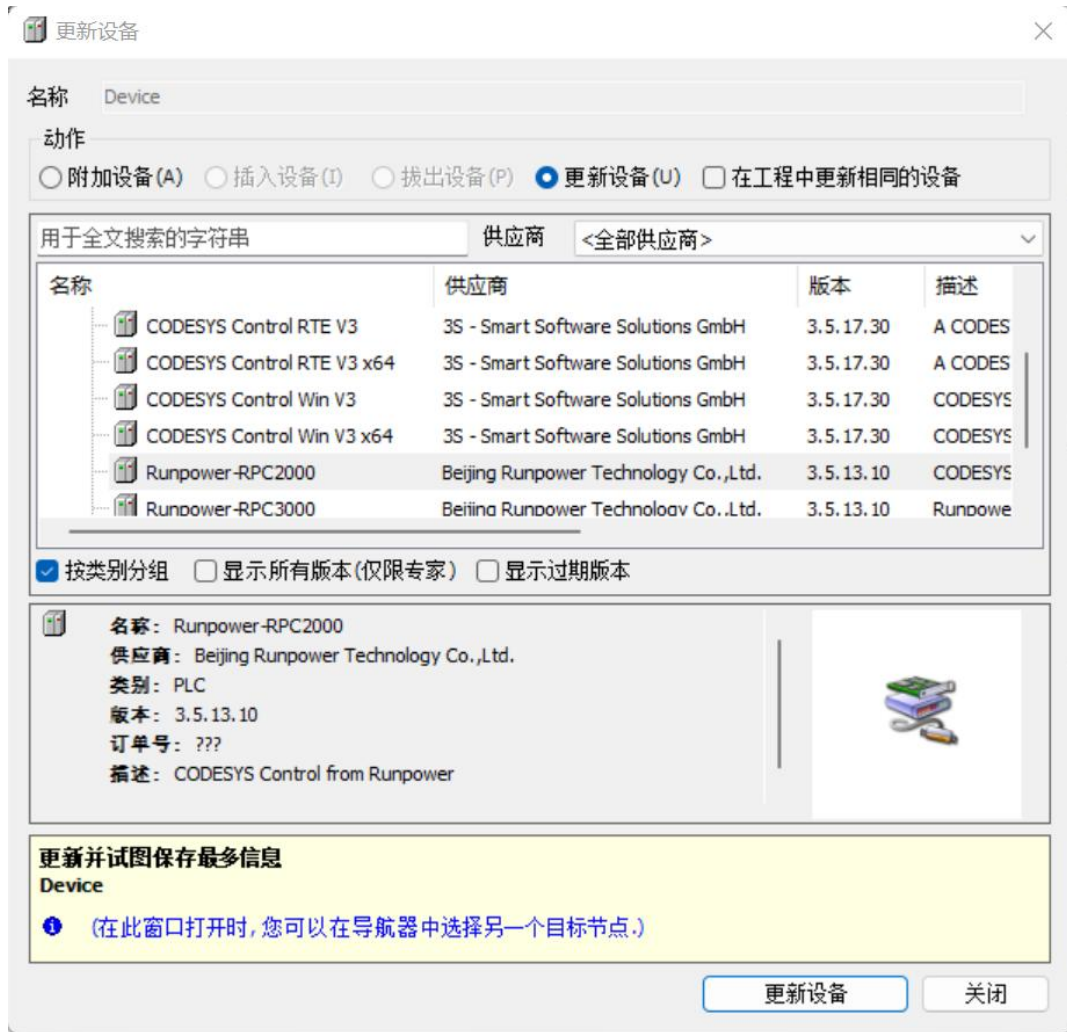 更新设备
名称 Device
动作
附加设备(A) 插入设备(I) 拔出设备(P) 更新设备(U) 在工程中更新相同的设备
用于全文搜索的字符串 供应商 <全部供应商>
名称 供应商 版本 描述
CODESYS Control RTE V3 3S - Smart Software Solutions GmbH 3.5.17.30 A CODES
CODESYS Control RTE V3 x64 3S - Smart Software Solutions GmbH 3.5.17.30 A CODES
CODESYS Control Win V3 3S - Smart Software Solutions GmbH 3.5.17.30 CODESYS
CODESYS Control Win V3 x64 3S - Smart Software Solutions GmbH 3.5.17.30 CODESYS
Runpower-RPC2000 Beijing Runpower Technology Co.,Ltd. 3.5.13.10 CODESYS
Runpower-RPC3000 Beijing Runpower Technology Co.,Ltd. 3.5.13.10 Runpowe
按类别分组 显示所有版本(仅限专家) 显示过期版本
名称: Runpower-RPC2000
供应商: Beijing Runpower Technology Co.,Ltd.
类别: PLC
版本: 3.5.13.10
订单号: ???
描述: CODESYS Control from Runpower
更新并试图保存最多信息
Device
(在此窗口打开时,您可以在导航器中选择另一个目标节点.)
更新设备 关闭